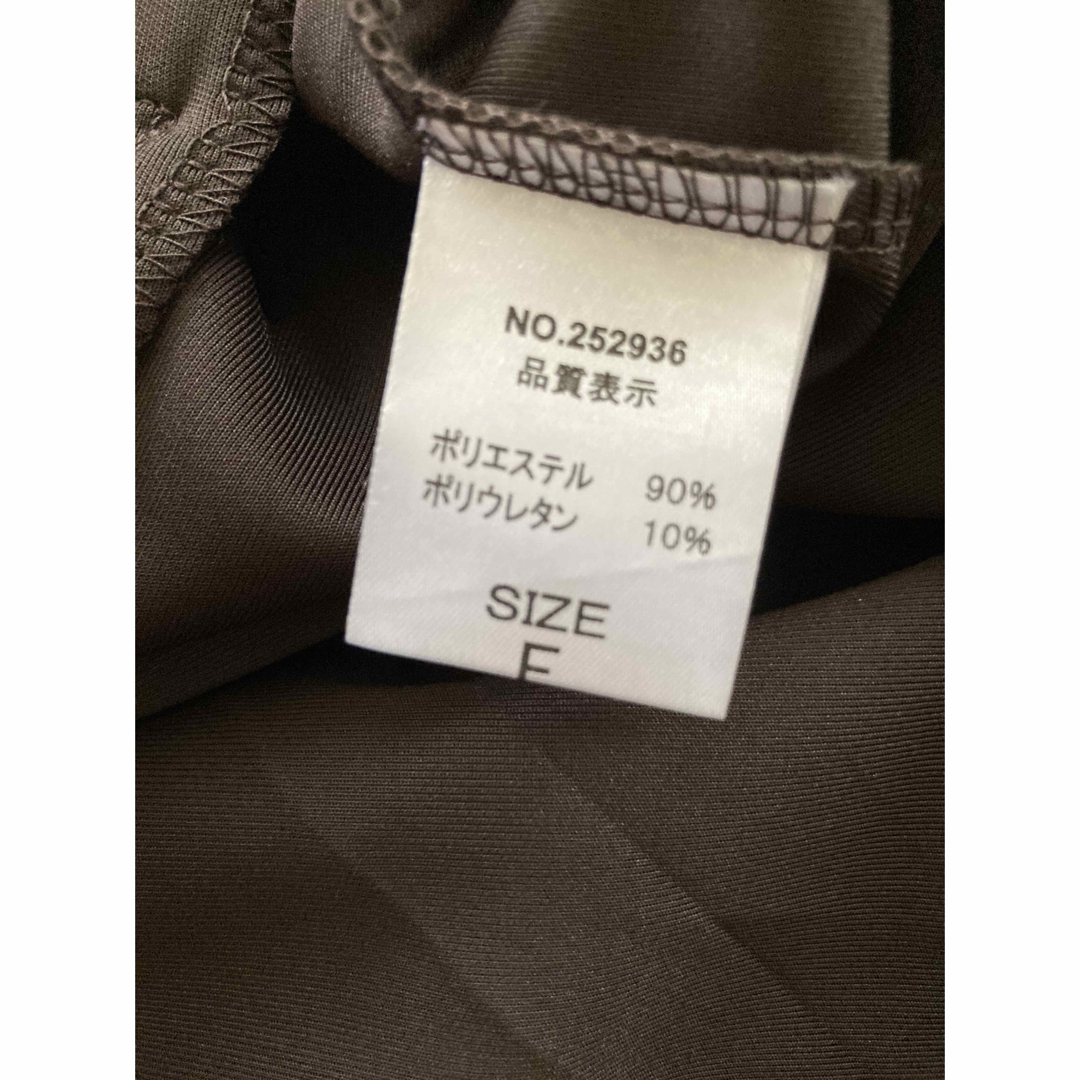 NO.252936
品質表示
ポリエステル 90%
ポリウレタン 10%
SIZE
F